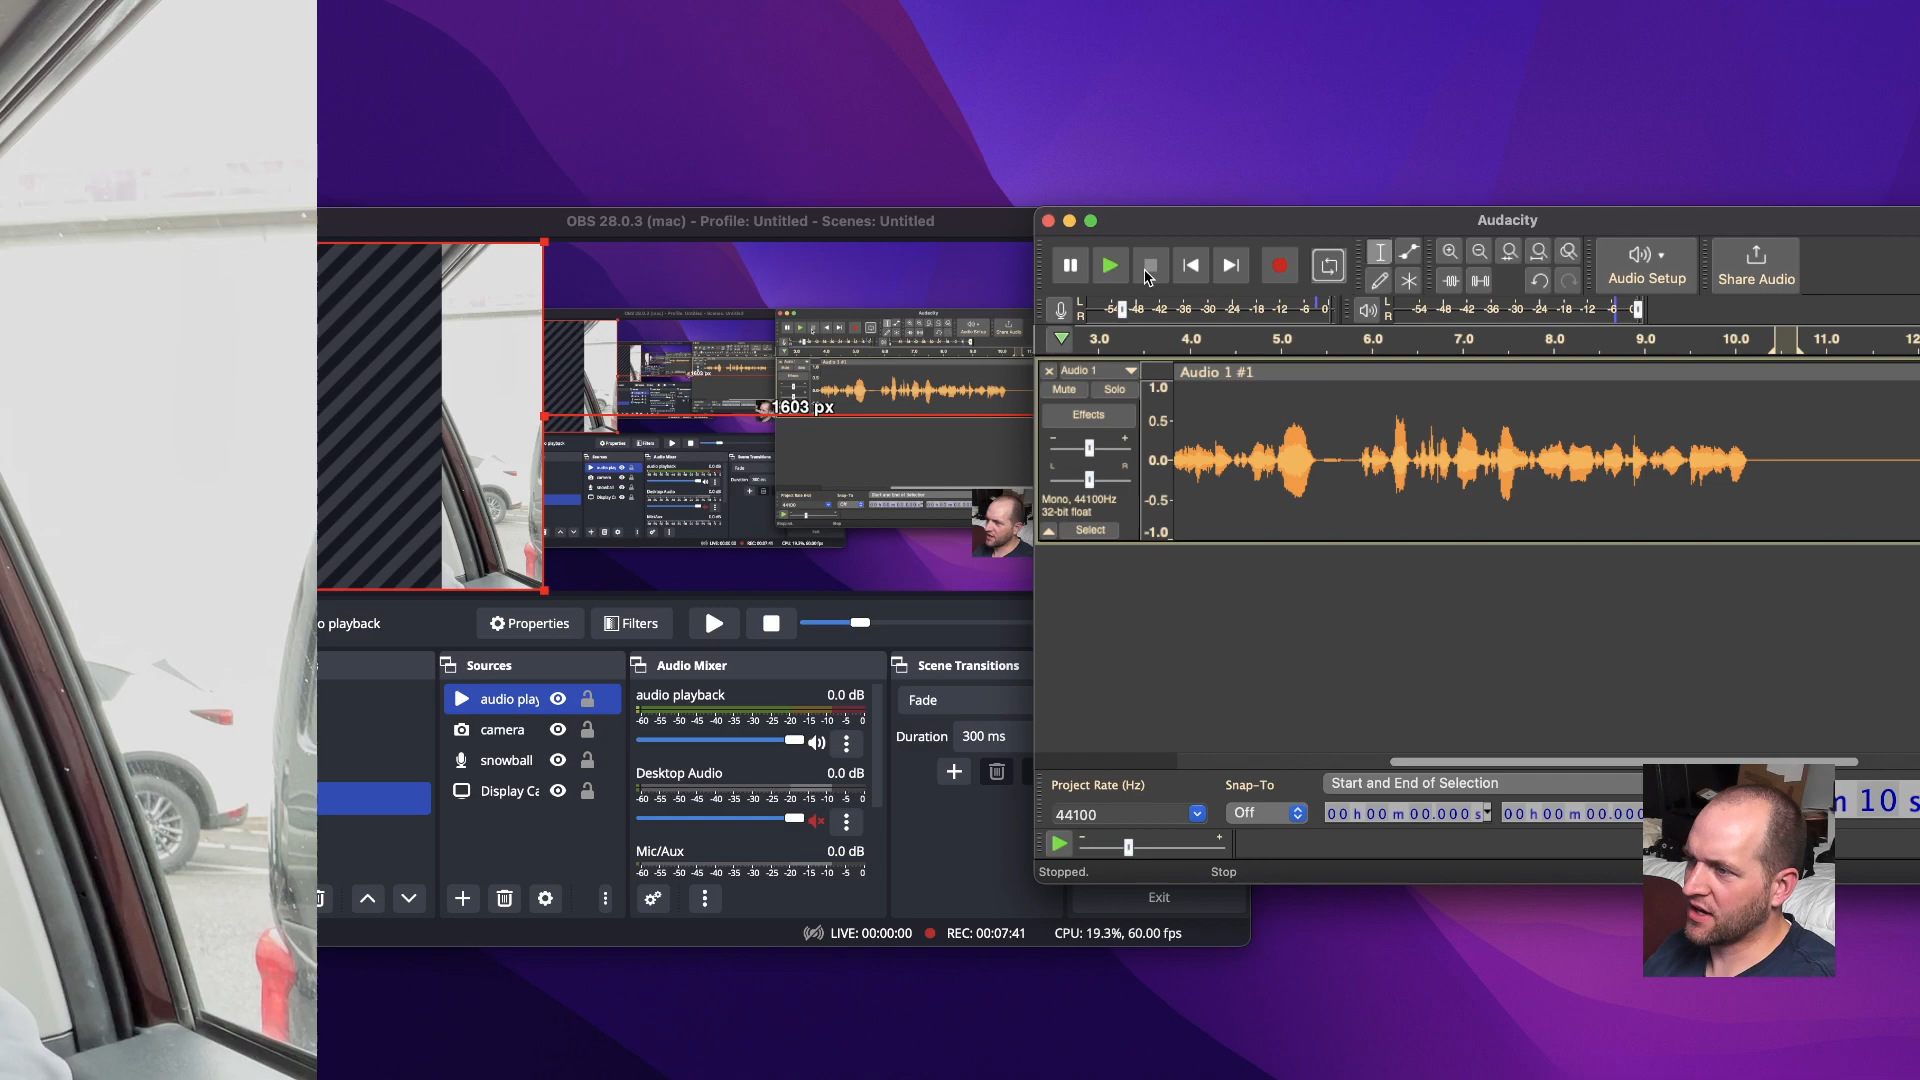 OBS 28.0.3 (mac) - Profile: Untitled - Scenes: Untitled
1603 px
o playback
Properties
Filters
Sources
audio play
camera
snowball
Display Ca
Audio Mixer
audio playback 0.0 dB
-60 -55 -50 -45 -40 -35 -30 -25 -20 -15 -10 -5 0
Desktop Audio 0.0 dB
-60 -55 -50 -45 -40 -35 -30 -25 -20 -15 -10 -5 0
Mic/Aux 0.0 dB
-60 -55 -50 -45 -40 -35 -30 -25 -20 -15 -10 -5 0
Scene Transitions
Fade
Duration 300 ms
Exit
LIVE: 00:00:00 REC: 00:07:41 CPU: 19.3%, 60.00 fps
Audacity
Audio Setup
Share Audio
L
R
-54 -48 -42 -36 -30 -24 -18 -12 -6 0
L
R
-54 -48 -42 -36 -30 -24 -18 -12 -6
3.0 4.0 5.0 6.0 7.0 8.0 9.0 10.0 11.0 12
Audio 1
Mute Solo
Effects
- +
L R
Mono, 44100Hz
32-bit float
Select
1.0
0.5
0.0
-0.5
-1.0
Audio 1 #1
Project Rate (Hz)
44100
Snap-To
Off
Start and End of Selection
00 h 00 m 00.000 s
00 h 00 m 00.000
m 10 s
- +
Stopped.
Stop